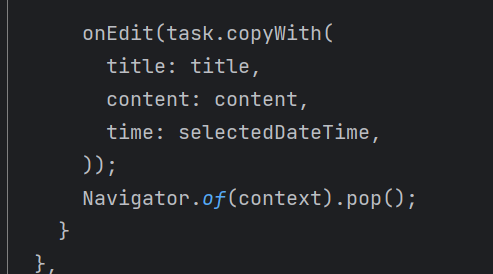 onEdit(task.copyWith(
title: title,
content: content,
time: selectedDateTime,
));
Navigator.of(context).pop();
}
},